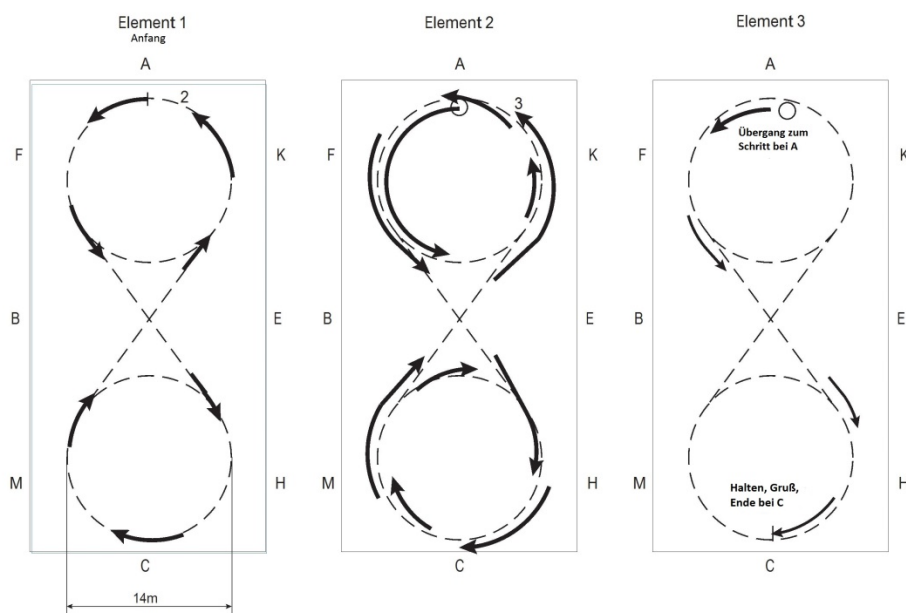 Element 1
Anfang
A
2
F
K
B
E
M
H
C
14m
Element 2
A
3
F
K
B
E
M
H
C
Element 3
A
Übergang zum
Schritt bei A
F
K
B
E
M
H
Halten, Gruß,
Ende bei C
C